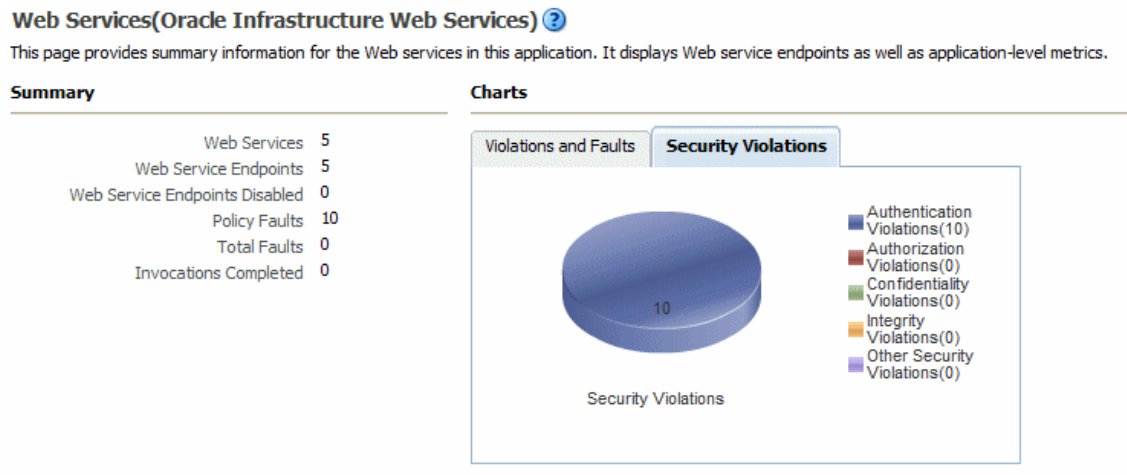 Web Services(Oracle Infrastructure Web Services) ?
This page provides summary information for the Web services in this application. It displays Web service endpoints as well as application-level metrics.
Summary
Web Services 5
Web Service Endpoints 5
Web Service Endpoints Disabled 0
Policy Faults 10
Total Faults 0
Invocations Completed 0
Charts
Violations and Faults
Security Violations
10
Security Violations
Authentication
Violations(10)
Authorization
Violations(0)
Confidentiality
Violations(0)
Integrity
Violations(0)
Other Security
Violations(0)